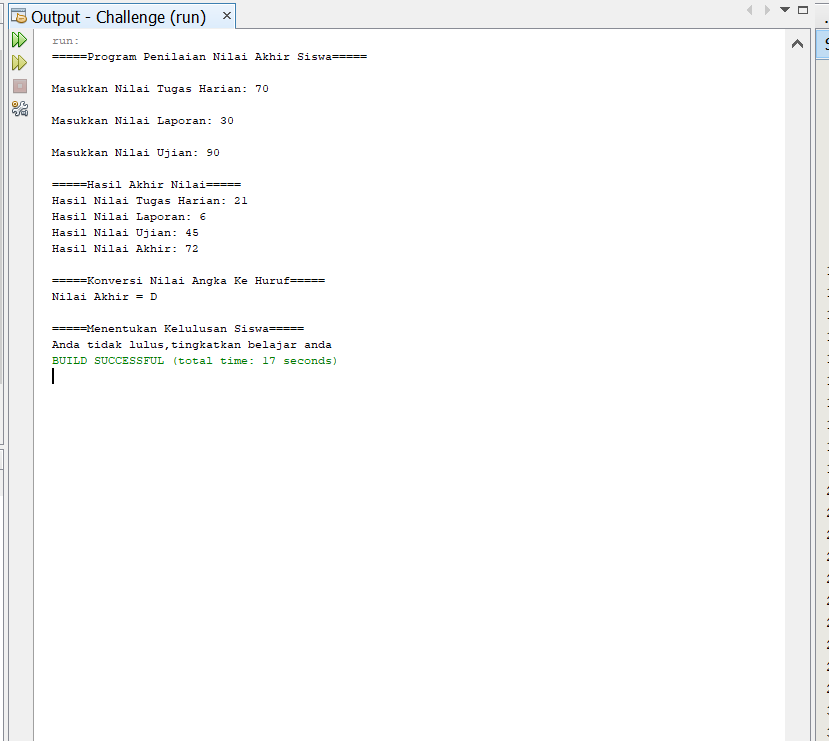 Output - Challenge (run)
run:
=====Program Penilaian Nilai Akhir Siswa=====
Masukkan Nilai Tugas Harian: 70
Masukkan Nilai Laporan: 30
Masukkan Nilai Ujian: 90
=====Hasil Akhir Nilai=====
Hasil Nilai Tugas Harian: 21
Hasil Nilai Laporan: 6
Hasil Nilai Ujian: 45
Hasil Nilai Akhir: 72
=====Konversi Nilai Angka Ke Huruf=====
Nilai Akhir = D
=====Menentukan Kelulusan Siswa=====
Anda tidak lulus,tingkatkan belajar anda
BUILD SUCCESSFUL (total time: 17 seconds)